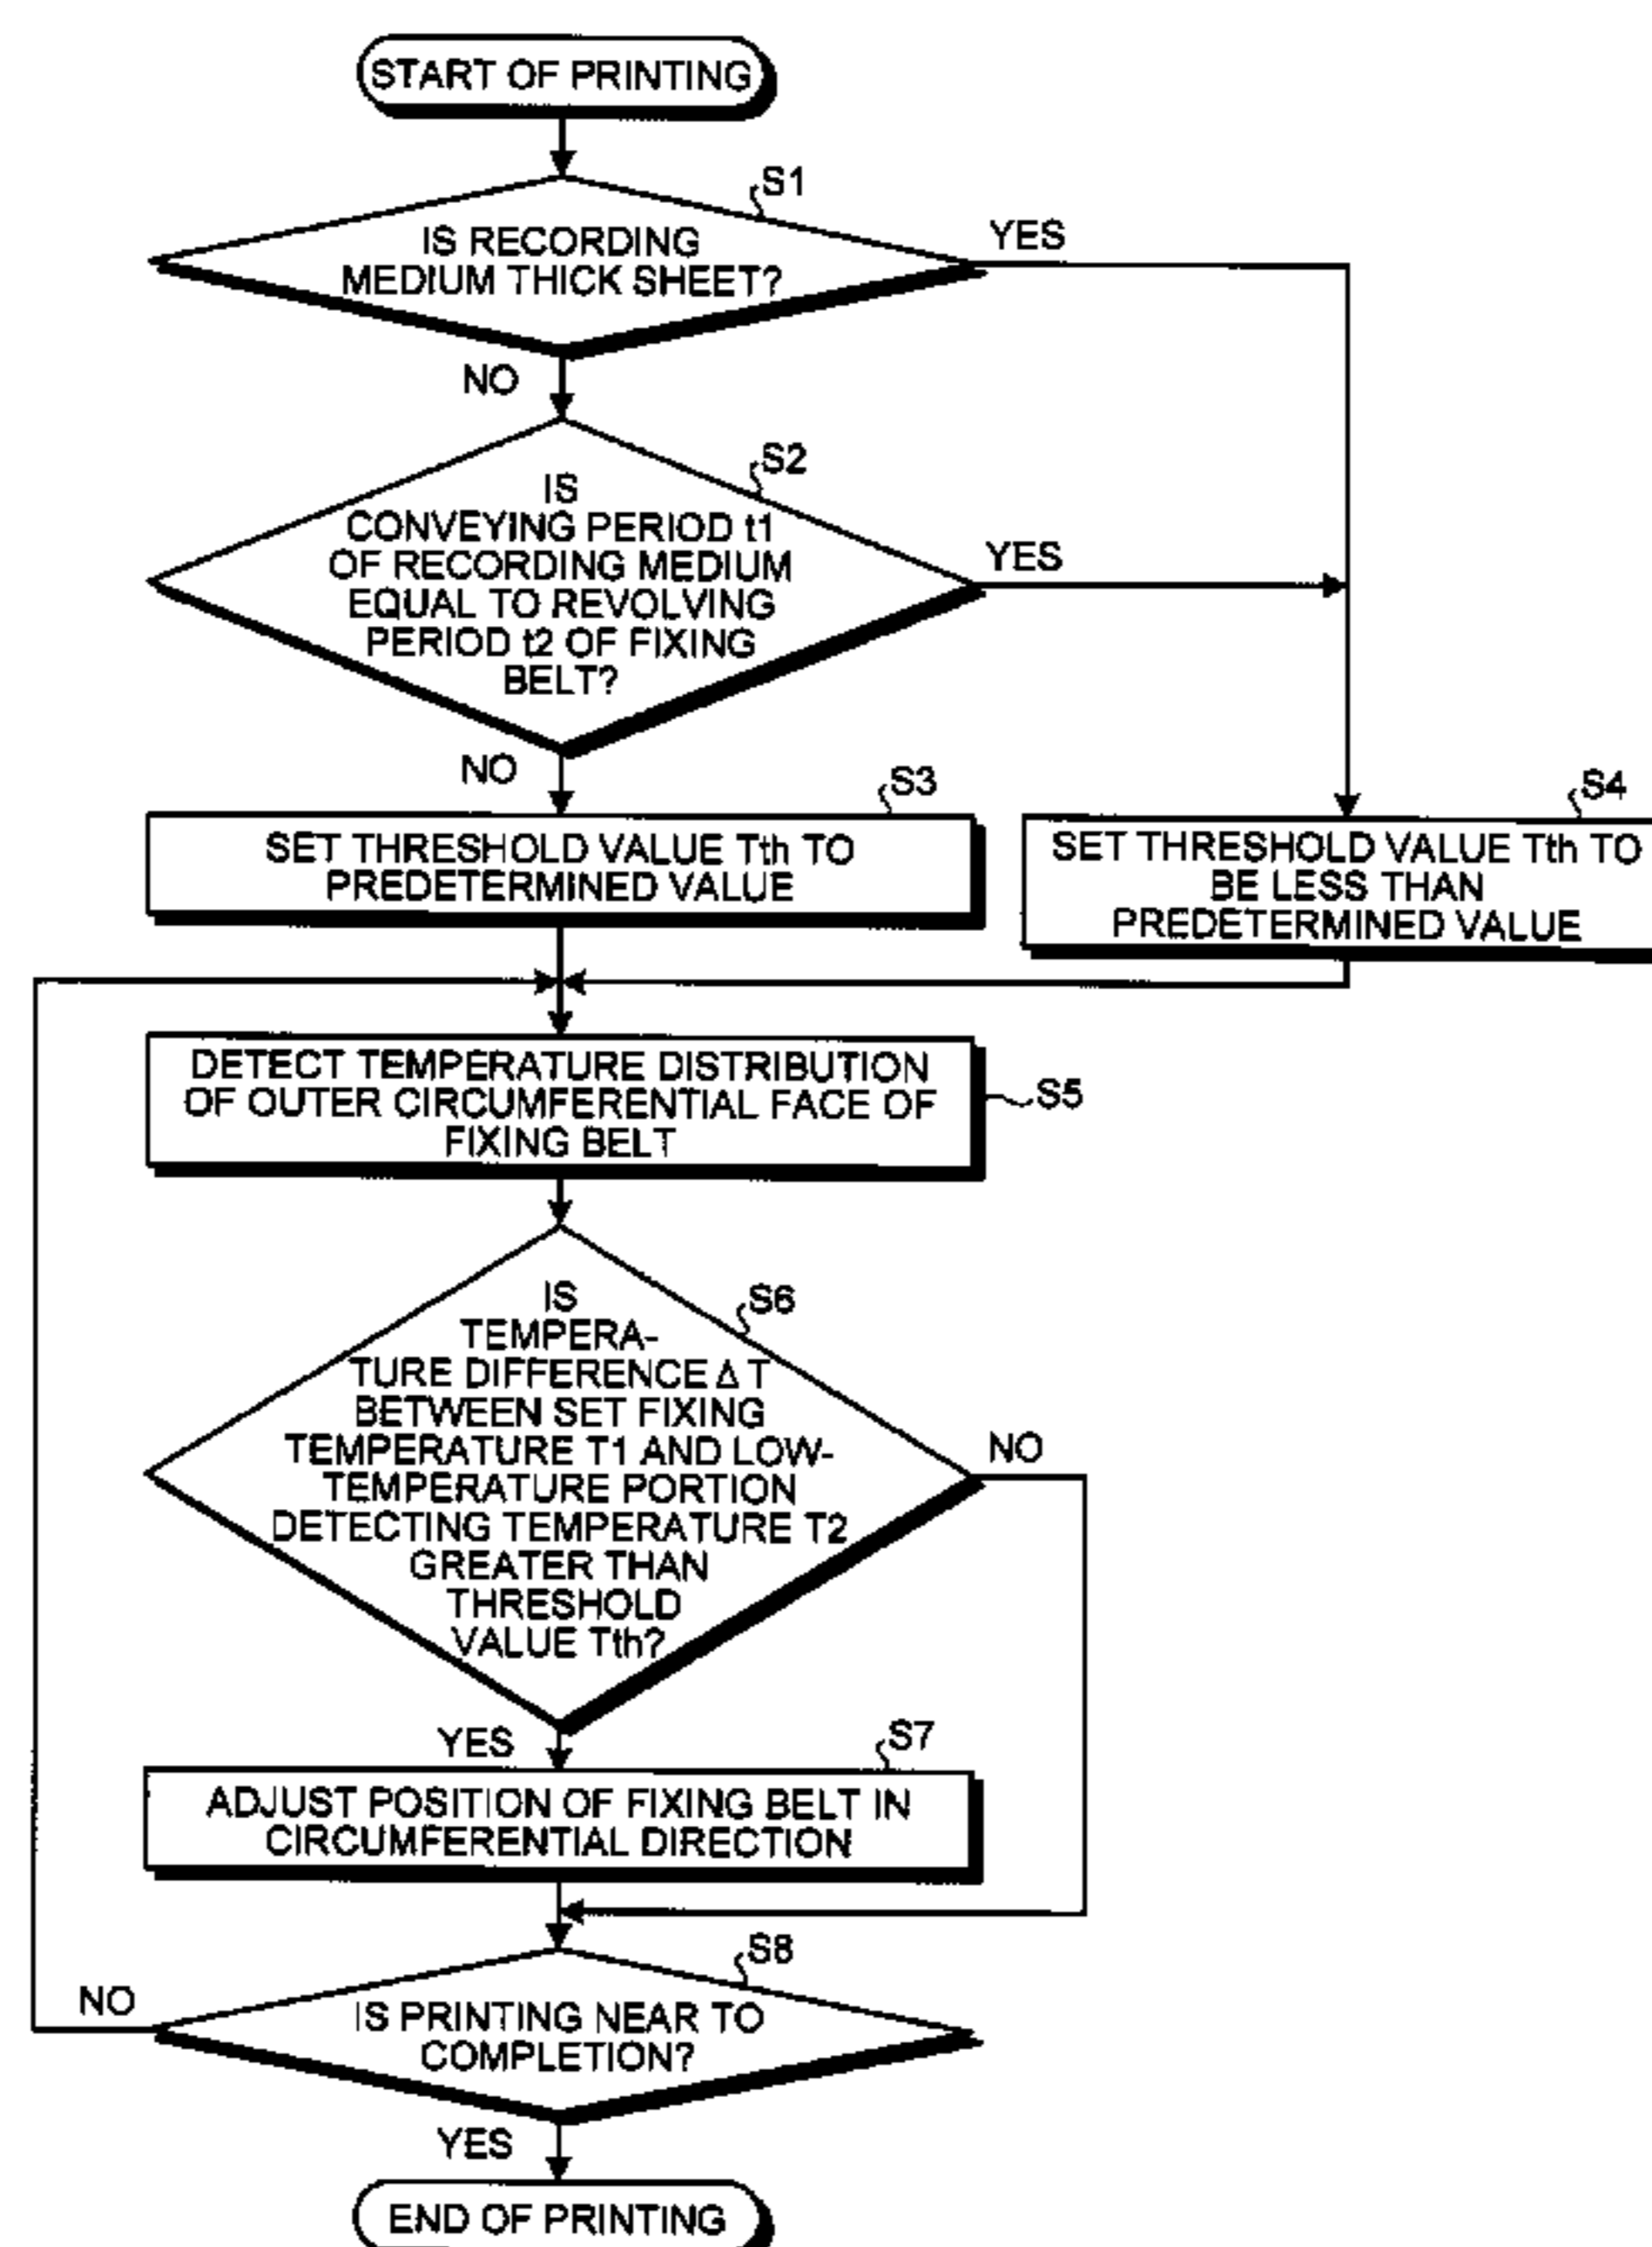 START OF PRINTING
S1
IS RECORDING
MEDIUM THICK SHEET?
YES
NO
S2
IS
CONVEYING PERIOD t1
OF RECORDING MEDIUM
EQUAL TO REVOLVING
PERIOD t2 OF FIXING
BELT?
YES
NO
S3
SET THRESHOLD VALUE Tth TO
PREDETERMINED VALUE
S4
SET THRESHOLD VALUE Tth TO
BE LESS THAN
PREDETERMINED VALUE
DETECT TEMPERATURE DISTRIBUTION
OF OUTER CIRCUMFERENTIAL FACE OF
FIXING BELT
S5
S6
IS
TEMPERA-
TURE DIFFERENCE Δ T
BETWEEN SET FIXING
TEMPERATURE T1 AND LOW-
TEMPERATURE PORTION
DETECTING TEMPERATURE T2
GREATER THAN
THRESHOLD
VALUE Tth?
NO
YES
S7
ADJUST POSITION OF FIXING BELT IN
CIRCUMFERENTIAL DIRECTION
S8
NO
IS PRINTING NEAR TO
COMPLETION?
YES
END OF PRINTING